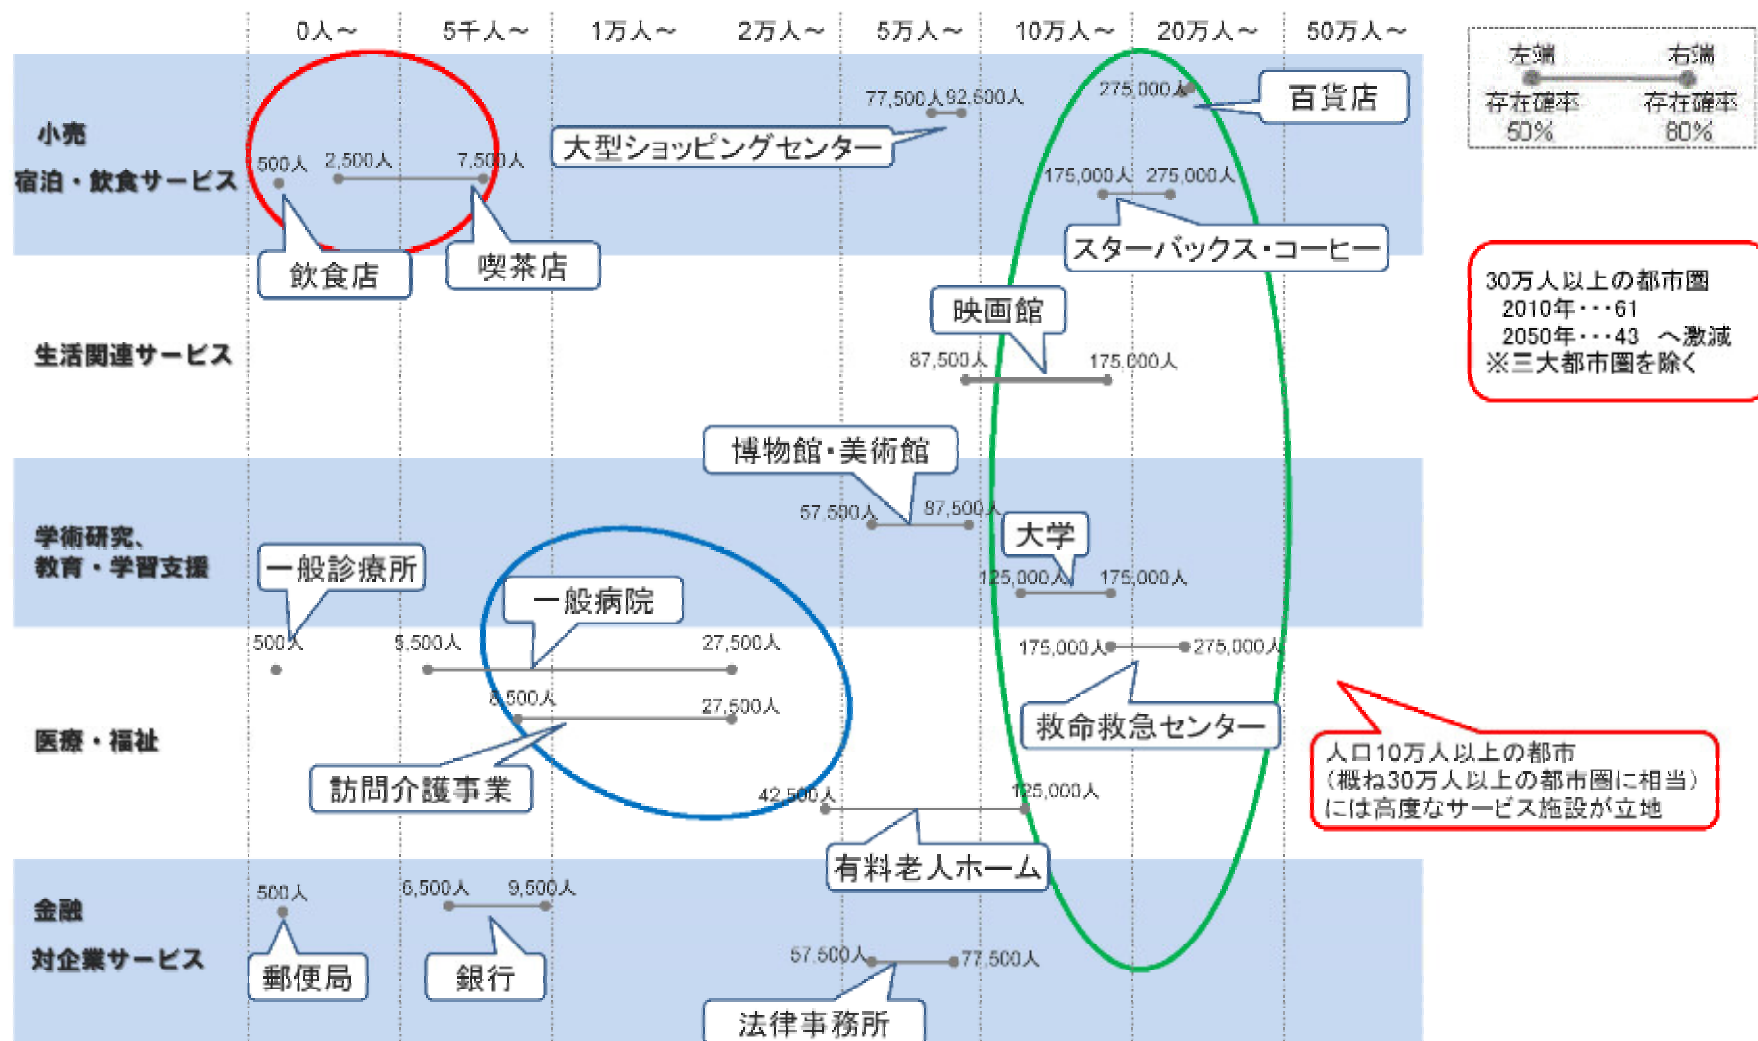 0人～ 5千人～ 1万人～ 2万人～ 5万人～ 10万人～ 20万人～ 50万人～
左端 右端
存在確率 存在確率
50% 80%
小売
宿泊・飲食サービス
500人 2,500人 7,500人
飲食店
喫茶店
77,500人 92,500人
大型ショッピングセンター
275,000人
百貨店
175,000人 275,000人
スターバックス・コーヒー
30万人以上の都市圏
2010年・・・61
2050年・・・43 へ激減
※三大都市圏を除く
生活関連サービス
映画館
87,500人 175,000人
学術研究、
教育・学習支援
博物館・美術館
57,500人 87,500人
大学
125,000人 175,000人
医療・福祉
一般診療所
500人
一般病院
5,500人 27,500人
8,500人 27,500人
訪問介護事業
175,000人 275,000人
救命救急センター
42,500人 125,000人
有料老人ホーム
人口10万人以上の都市
（概ね30万人以上の都市圏に相当）
には高度なサービス施設が立地
金融
対企業サービス
500人
郵便局
6,500人 9,500人
銀行
57,500人 77,500人
法律事務所